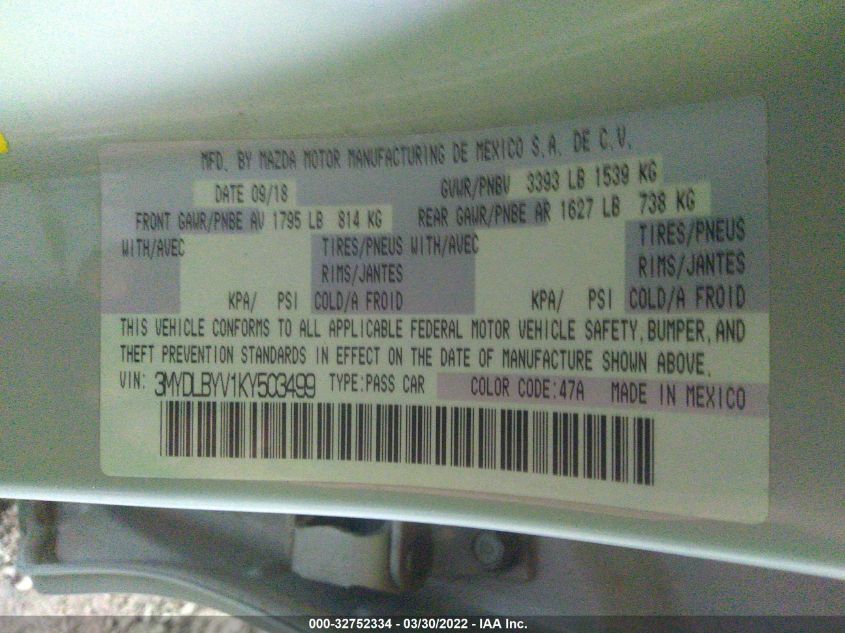 MFD. BY MAZDA MOTOR MANUFACTURING DE MEXICO S.A. DE C.V.
DATE 09/18 GVWR/PNBV 3393 LB 1539 KG
FRONT GAWR/PNBE AV 1795 LB 814 KG REAR GAWR/PNBE AR 1627 LB 738 KG
WITH/AVEC TIRES/PNEUS WITH/AVEC TIRES/PNEUS
RIMS/JANTES RIMS/JANTES
KPA/ PSI COLD/A FROID KPA/ PSI COLD/A FROID
THIS VEHICLE CONFORMS TO ALL APPLICABLE FEDERAL MOTOR VEHICLE SAFETY, BUMPER, AND
THEFT PREVENTION STANDARDS IN EFFECT ON THE DATE OF MANUFACTURE SHOWN ABOVE.
VIN: 3MYDLBYV1KY503499 TYPE:PASS CAR COLOR CODE:47A MADE IN MEXICO
000-32752334 - 03/30/2022 - IAA Inc.